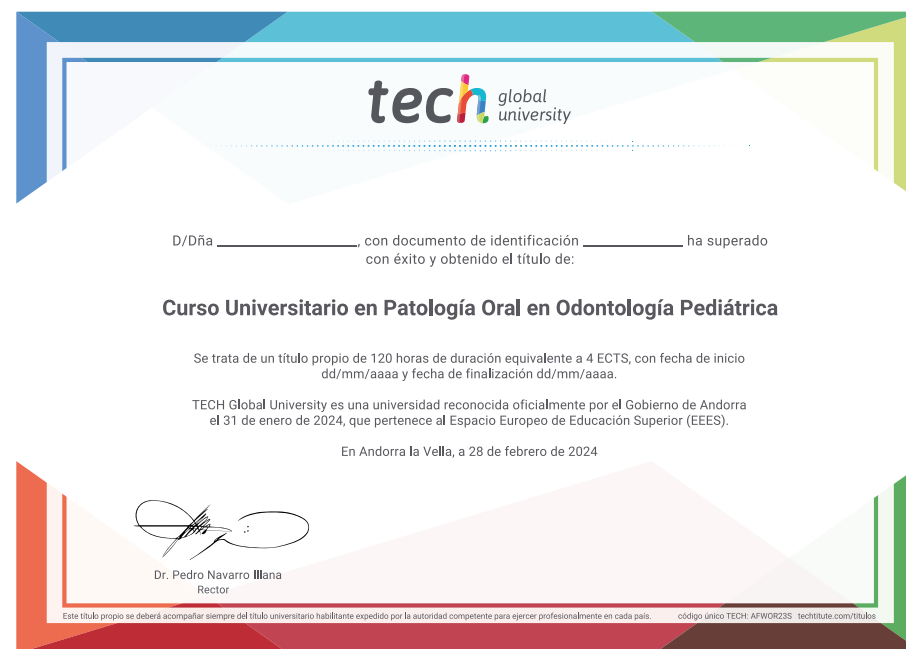 tech global university
D/Dña ____________________, con documento de identificación ______________ ha superado
con éxito y obtenido el título de:
Curso Universitario en Patología Oral en Odontología Pediátrica
Se trata de un título propio de 120 horas de duración equivalente a 4 ECTS, con fecha de inicio
dd/mm/aaaa y fecha de finalización dd/mm/aaaa.
TECH Global University es una universidad reconocida oficialmente por el Gobierno de Andorra
el 31 de enero de 2024, que pertenece al Espacio Europeo de Educación Superior (EEES).
En Andorra la Vella, a 28 de febrero de 2024
Dr. Pedro Navarro Illana
Rector
Este título propio se deberá acompañar siempre del título universitario habilitante expedido por la autoridad competente para ejercer profesionalmente en cada país. código único TECH: AFWOR23S techtitute.com/titulos